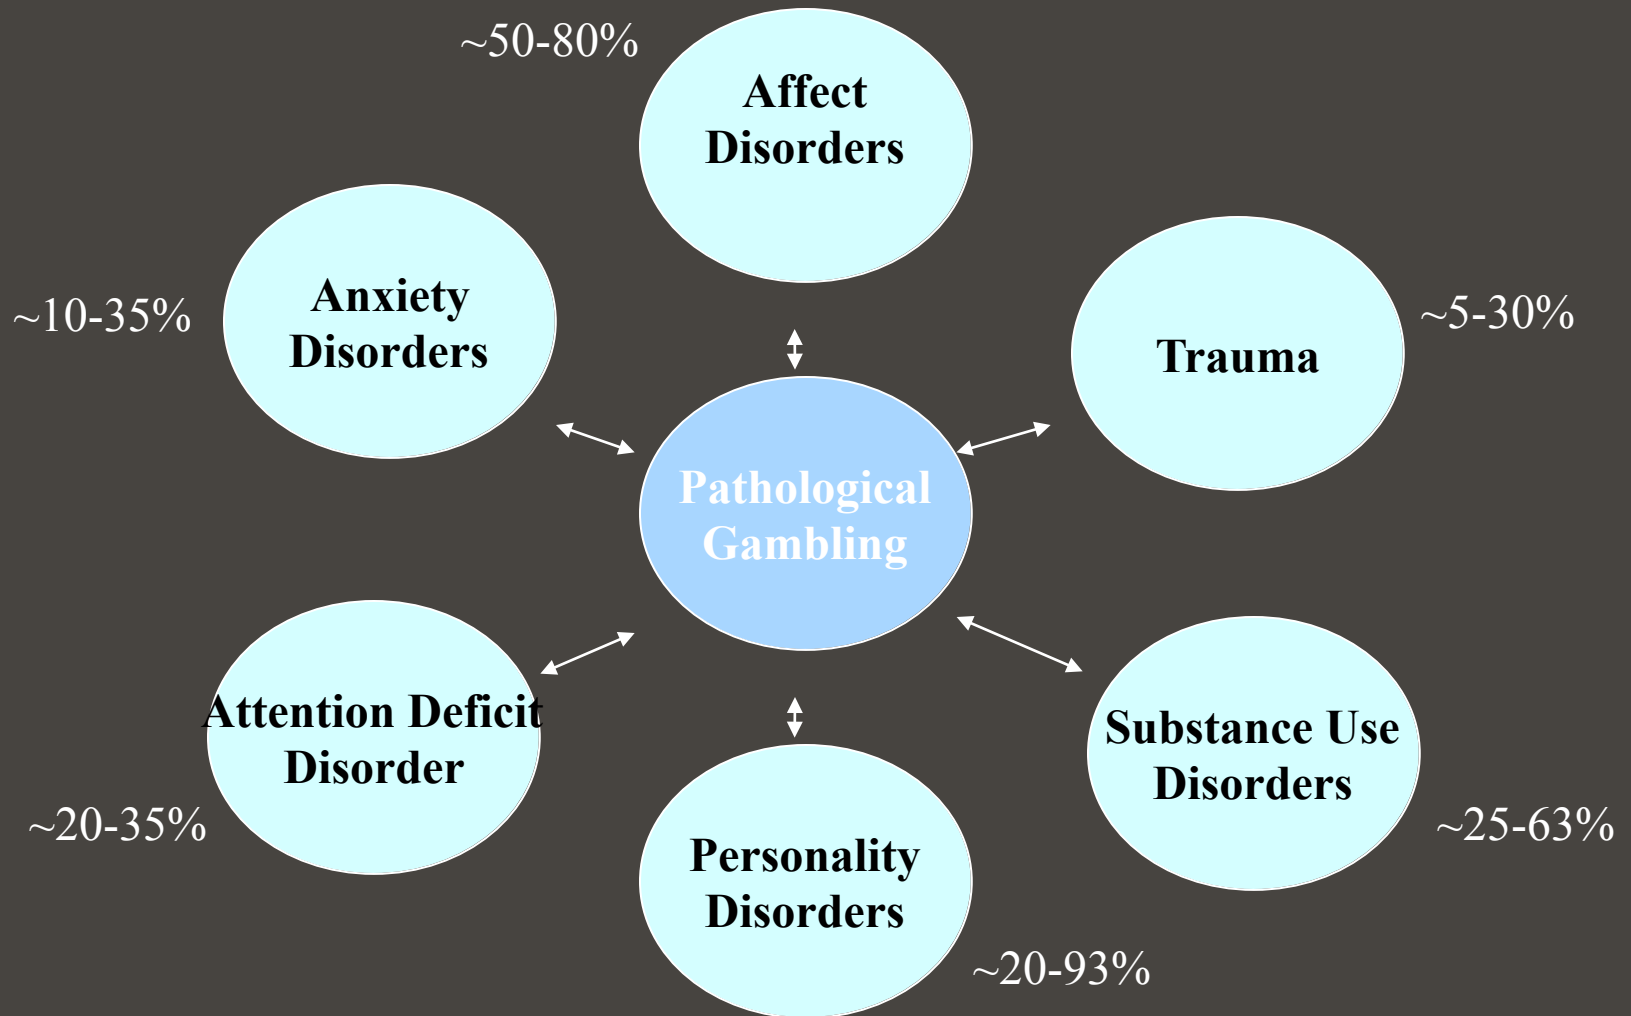 ~50-80%
Affect
Disorders
Anxiety
Disorders
~10-35%
Trauma
~5-30%
Pathological
Gambling
Attention Deficit
Disorder
~20-35%
Substance Use
Disorders
~25-63%
Personality
Disorders
~20-93%